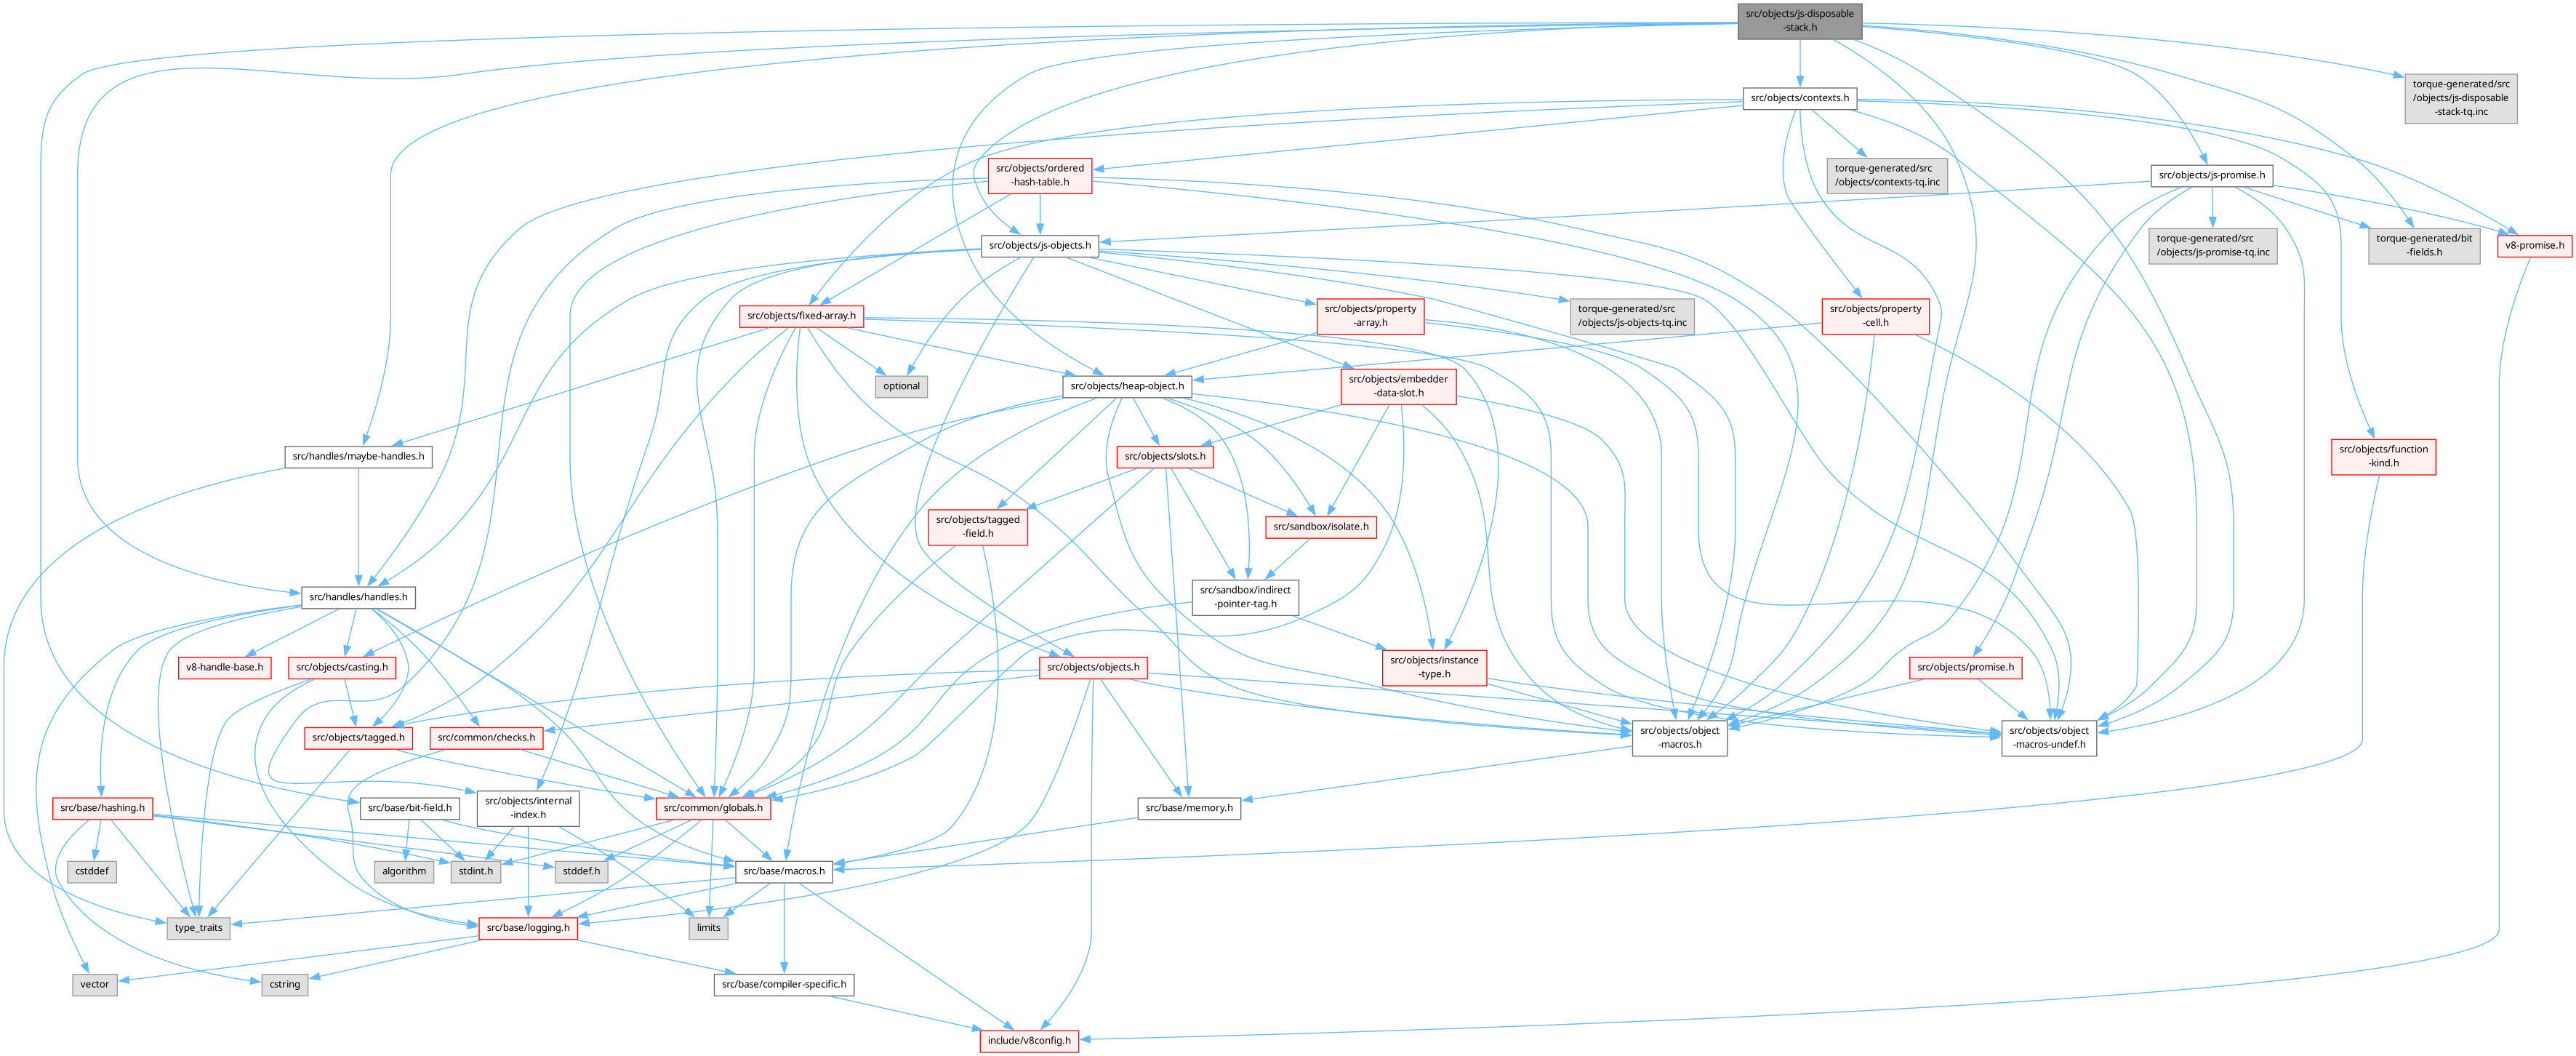 src/objects/js-disposable
-stack.h
torque-generated/src
/objects/js-disposable
-stack-tq.inc
src/objects/contexts.h
src/objects/ordered
-hash-table.h
torque-generated/src
/objects/contexts-tq.inc
src/objects/js-promise.h
src/objects/js-objects.h
torque-generated/src
/objects/js-promise-tq.inc
torque-generated/bit
-fields.h
v8-promise.h
src/objects/fixed-array.h
src/objects/property
-array.h
torque-generated/src
/objects/js-objects-tq.inc
src/objects/property
-cell.h
optional
src/objects/heap-object.h
src/objects/embedder
-data-slot.h
src/handles/maybe-handles.h
src/objects/slots.h
src/objects/function
-kind.h
src/objects/tagged
-field.h
src/sandbox/isolate.h
src/handles/handles.h
src/sandbox/indirect
-pointer-tag.h
v8-handle-base.h
src/objects/casting.h
src/objects/objects.h
src/objects/instance
-type.h
src/objects/promise.h
src/objects/tagged.h
src/common/checks.h
src/objects/object
-macros.h
src/objects/object
-macros-undef.h
src/base/hashing.h
src/base/bit-field.h
src/objects/internal
-index.h
src/common/globals.h
src/base/memory.h
cstddef
algorithm
stdint.h
stddef.h
src/base/macros.h
type_traits
src/base/logging.h
limits
vector
cstring
src/base/compiler-specific.h
include/v8config.h